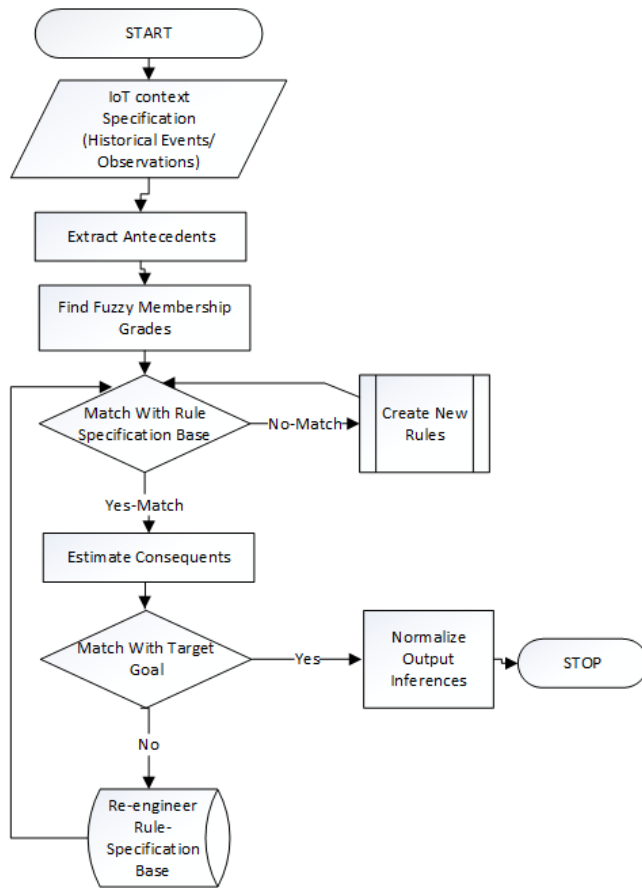 START
IoT context
Specification
(Historical Events/
Observations)
Extract Antecedents
Find Fuzzy Membership
Grades
Match With Rule
Specification Base
No-Match
Create New
Rules
Yes-Match
Estimate Consequents
Match With Target
Goal
Yes
Normalize
Output
Inferences
STOP
No
Re-engineer
Rule-
Specification
Base